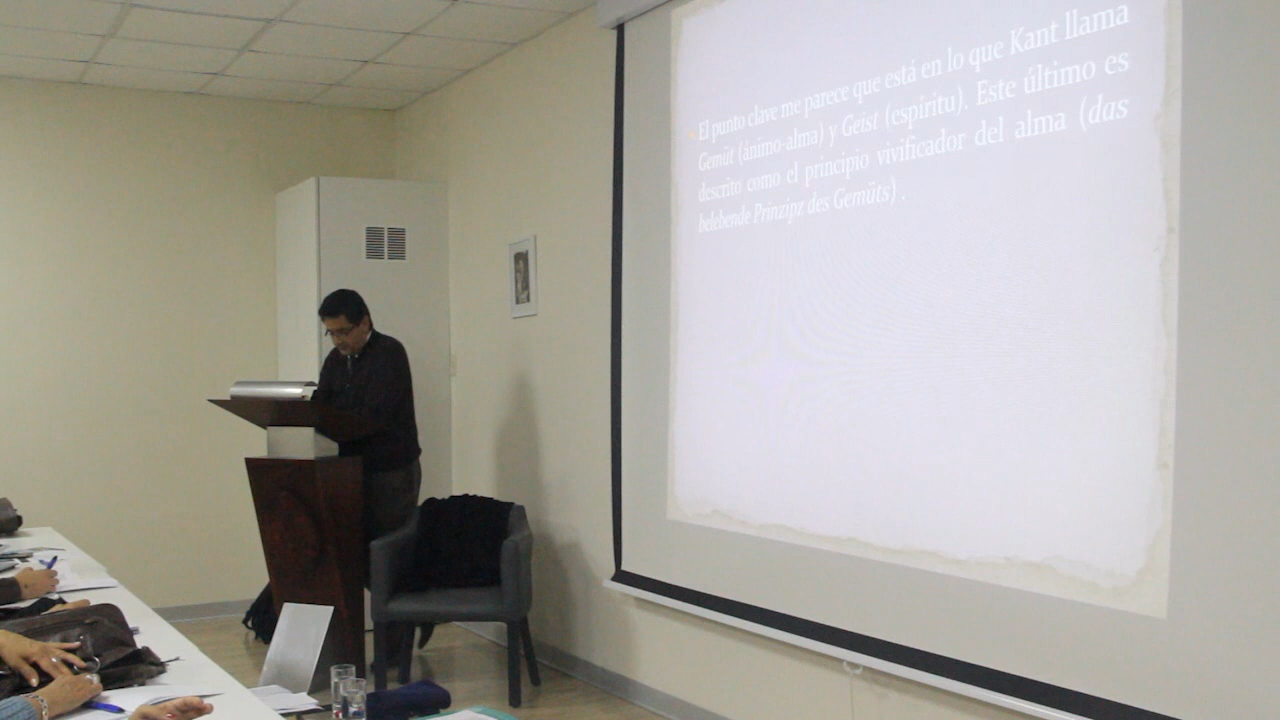 El punto clave me parece que está en lo que Kant llama
Gemüt (ánimo-alma) y Geist (espíritu). Este último es
descrito como el principio vivificador del alma (das
belebende Prinzipz des Gemüts) .